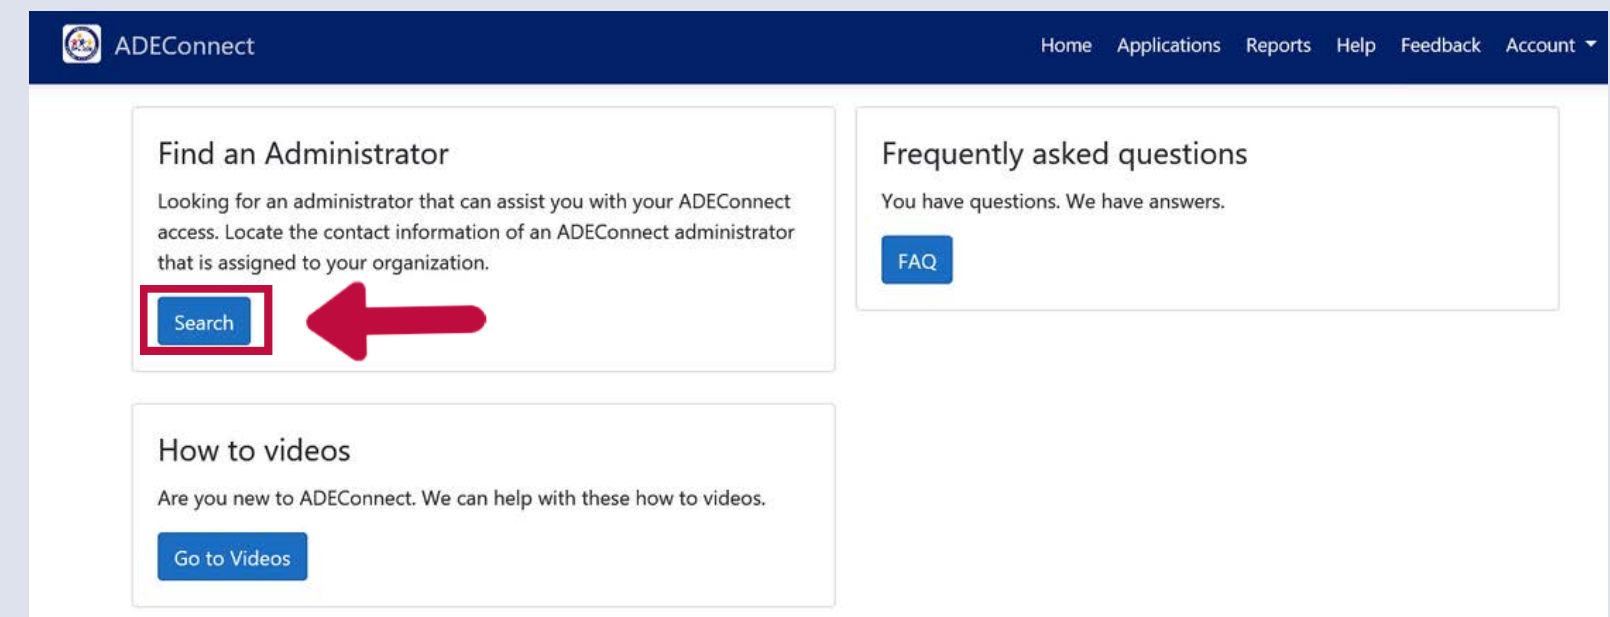 ADEConnect
Home Applications Reports Help Feedback Account
Find an Administrator
Looking for an administrator that can assist you with your ADEConnect
access. Locate the contact information of an ADEConnect administrator
that is assigned to your organization.
Search
Frequently asked questions
You have questions. We have answers.
FAQ
How to videos
Are you new to ADEConnect. We can help with these how to videos.
Go to Videos